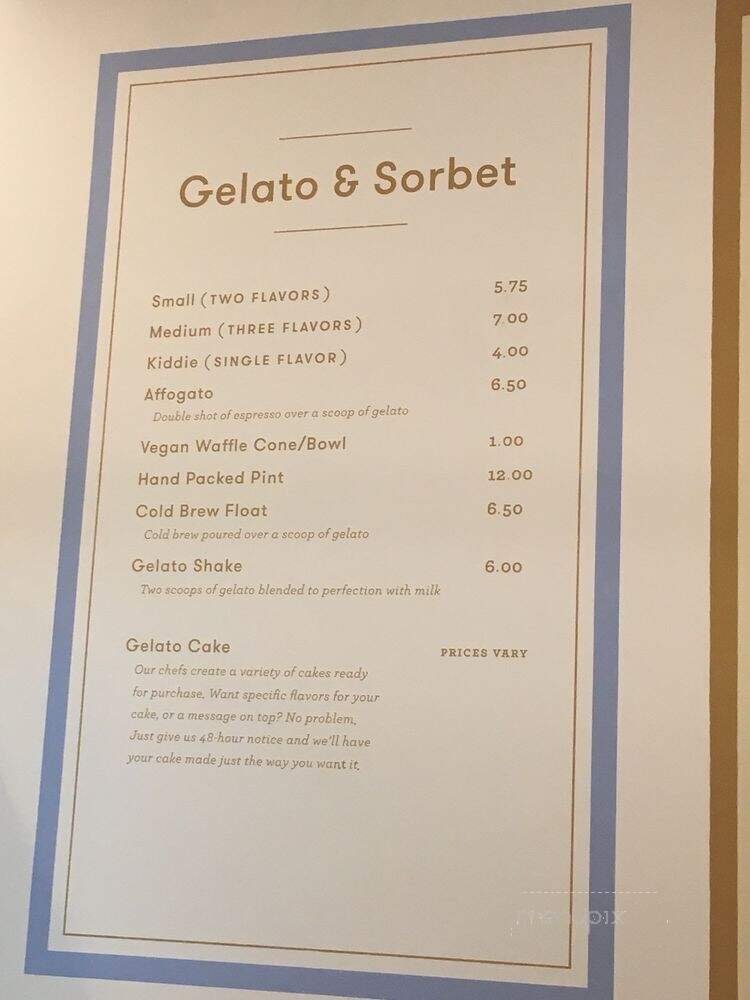 Gelato & Sorbet
Small (TWO FLAVORS) 5.75
Medium (THREE FLAVORS) 7.00
Kiddie (SINGLE FLAVOR) 4.00
Affogato 6.50
Double shot of espresso over a scoop of gelato
Vegan Waffle Cone/Bowl 1.00
Hand Packed Pint 12.00
Cold Brew Float 6.50
Cold brew poured over a scoop of gelato
Gelato Shake 6.00
Two scoops of gelato blended to perfection with milk
Gelato Cake PRICES VARY
Our chefs create a variety of cakes ready
for purchase. Want specific flavors for your
cake, or a message on top? No problem.
Just give us 48-hour notice and we'll have
your cake made just the way you want it.